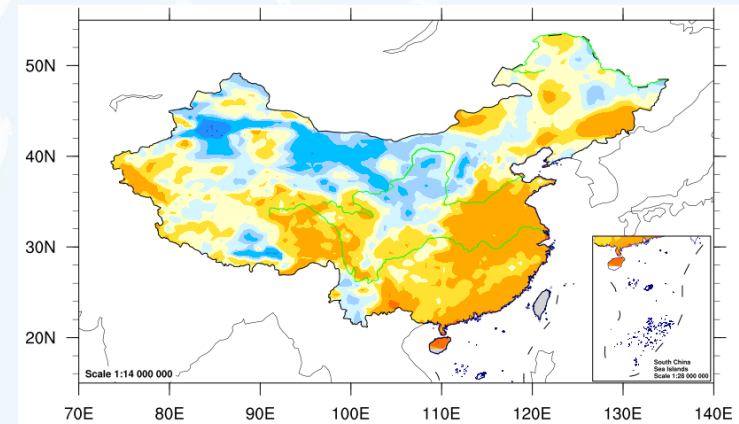 50N
40N
30N
20N
Scale 1:14 000 000
South China
Sea Islands
Scale 1:28 000 000
70E 80E 90E 100E 110E 120E 130E 140E